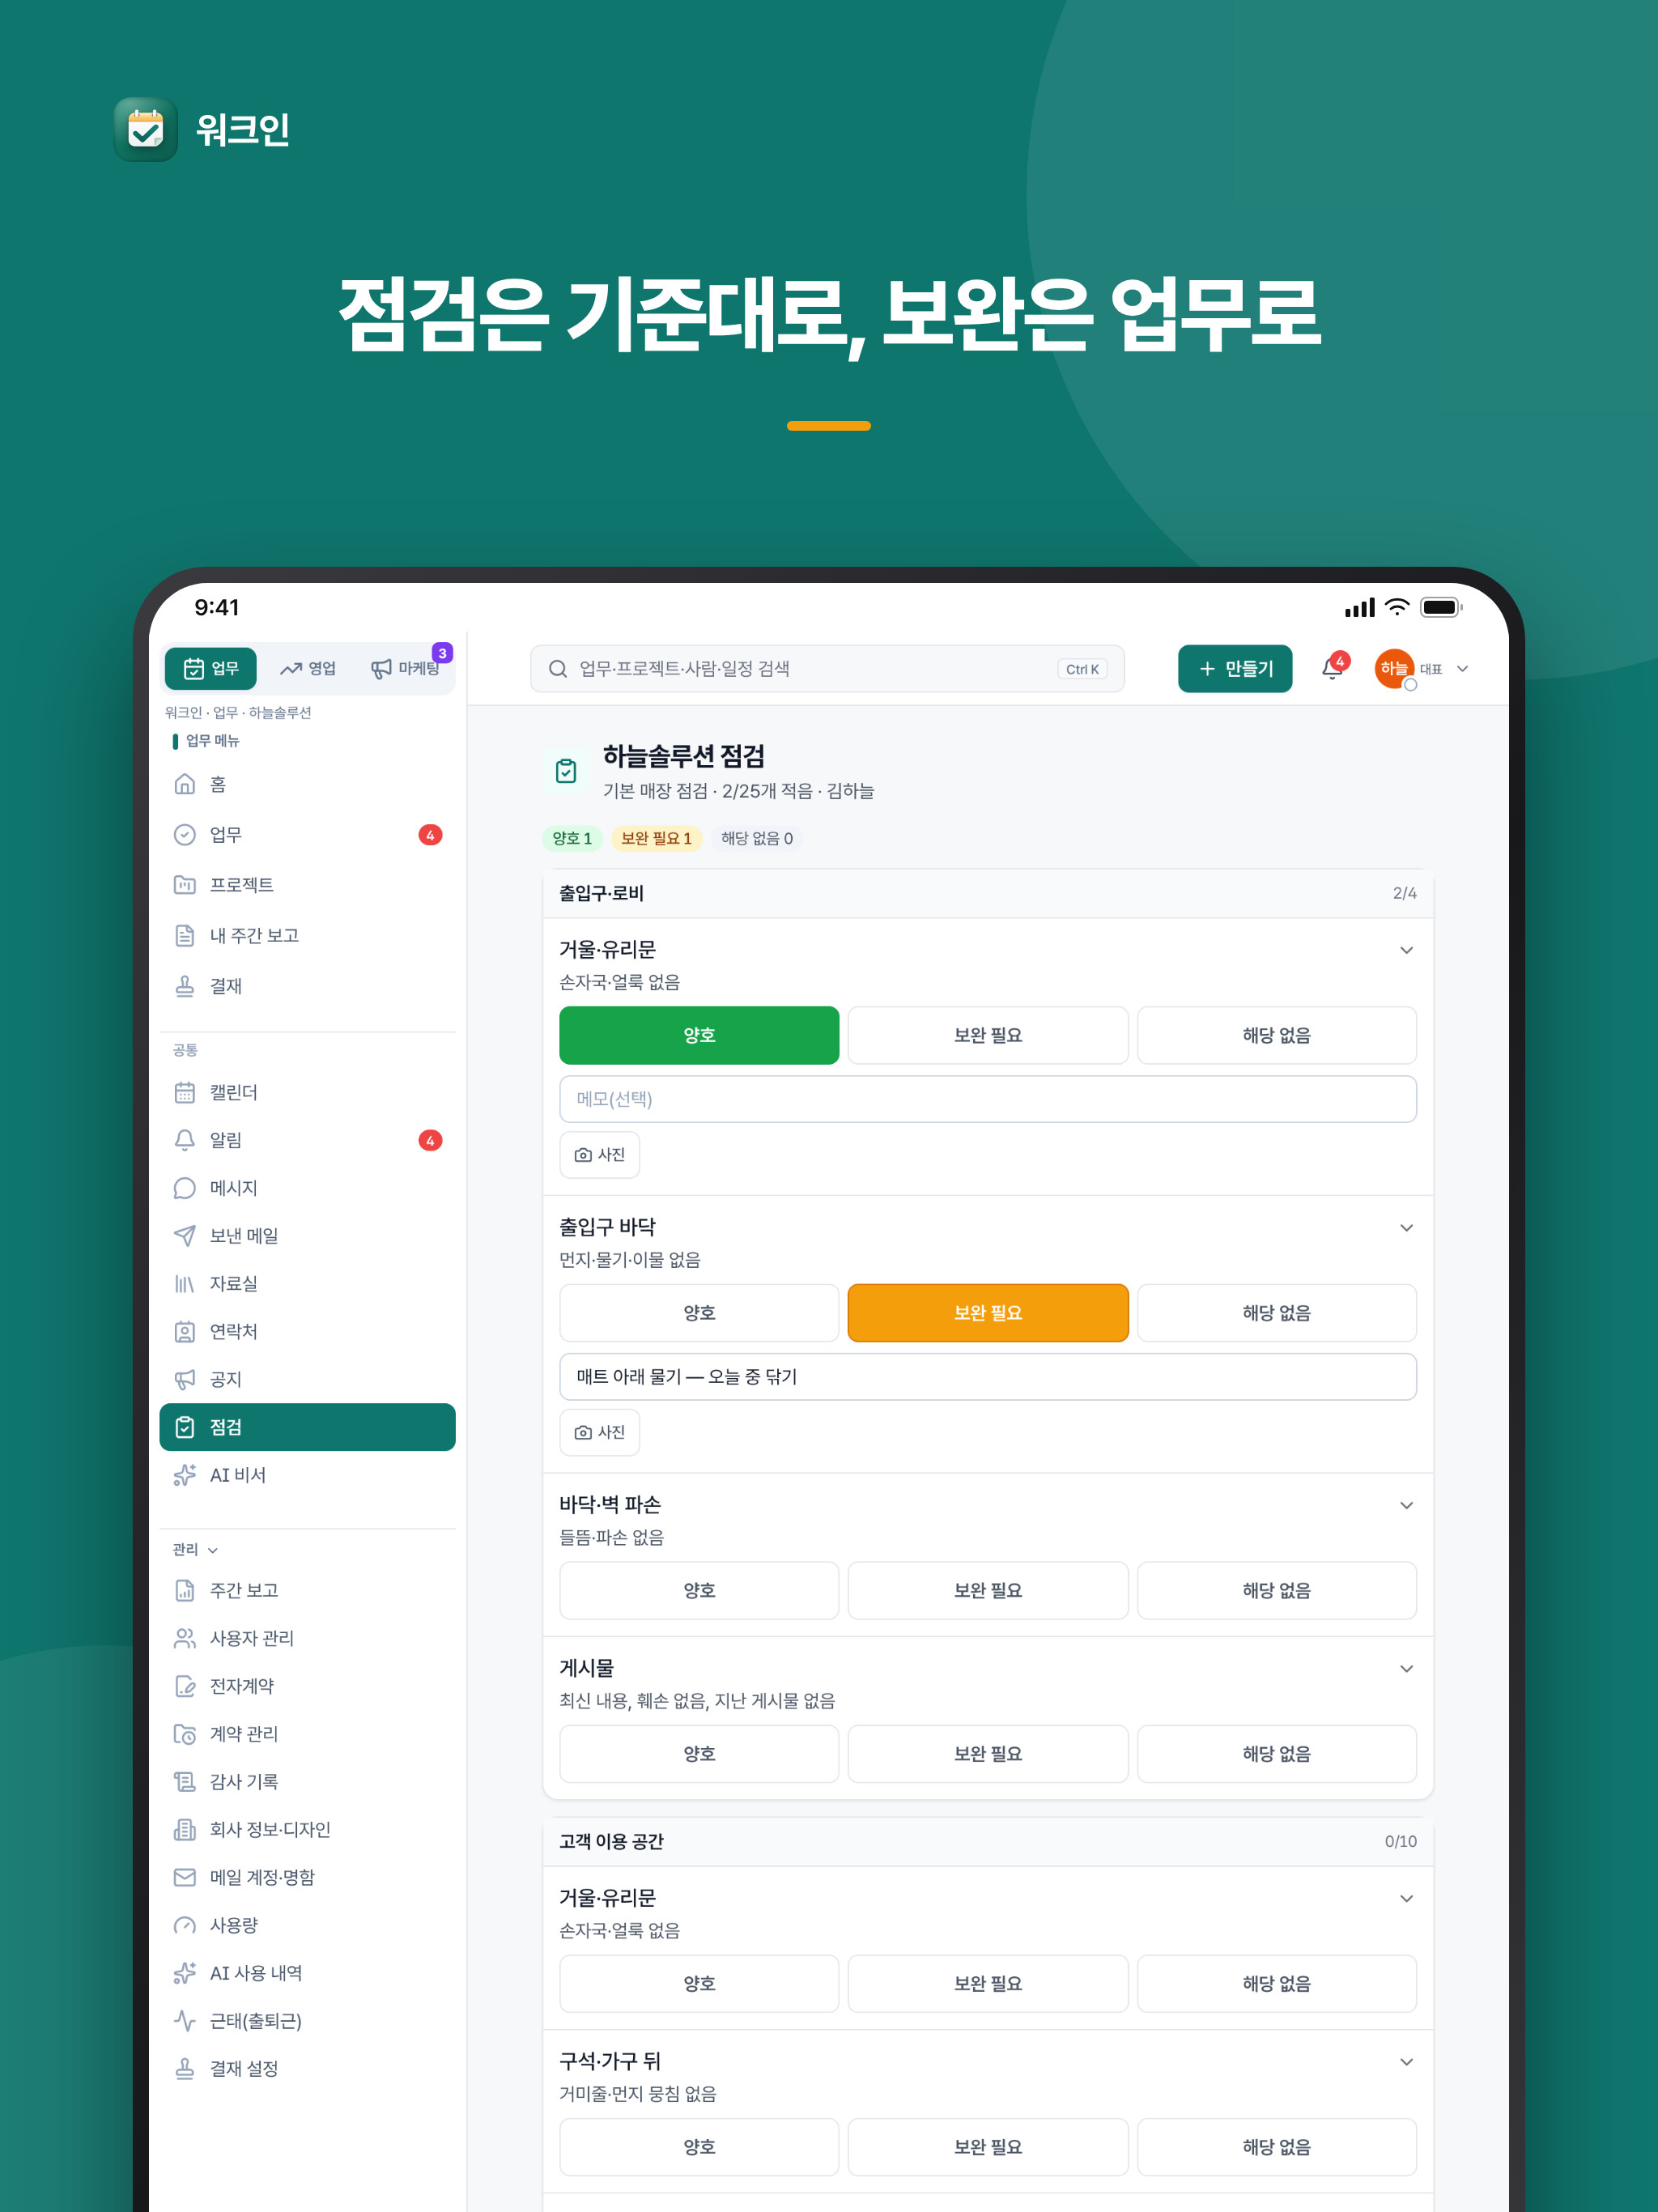 워크인
점검은 기준대로, 보완은 업무로
9:41
업무
영업
마케팅
3
워크인 · 업무 · 하늘솔루션
업무 메뉴
홈
업무
4
프로젝트
내 주간 보고
결재
공통
캘린더
알림
4
메시지
보낸 메일
자료실
연락처
공지
점검
AI 비서
관리
주간 보고
사용자 관리
전자계약
계약 관리
감사 기록
회사 정보·디자인
메일 계정·명함
사용량
AI 사용 내역
근태(출퇴근)
결재 설정
업무·프로젝트·사람·일정 검색
Ctrl K
만들기
4
하늘
대표
하늘솔루션 점검
기본 매장 점검 · 2/25개 적음 · 김하늘
양호 1
보완 필요 1
해당 없음 0
출입구·로비
2/4
거울·유리문
손자국·얼룩 없음
양호
보완 필요
해당 없음
메모(선택)
사진
출입구 바닥
먼지·물기·이물 없음
양호
보완 필요
해당 없음
매트 아래 물기 — 오늘 중 닦기
사진
바닥·벽 파손
들뜸·파손 없음
양호
보완 필요
해당 없음
게시물
최신 내용, 훼손 없음, 지난 게시물 없음
양호
보완 필요
해당 없음
고객 이용 공간
0/10
거울·유리문
손자국·얼룩 없음
양호
보완 필요
해당 없음
구석·가구 뒤
거미줄·먼지 뭉침 없음
양호
보완 필요
해당 없음